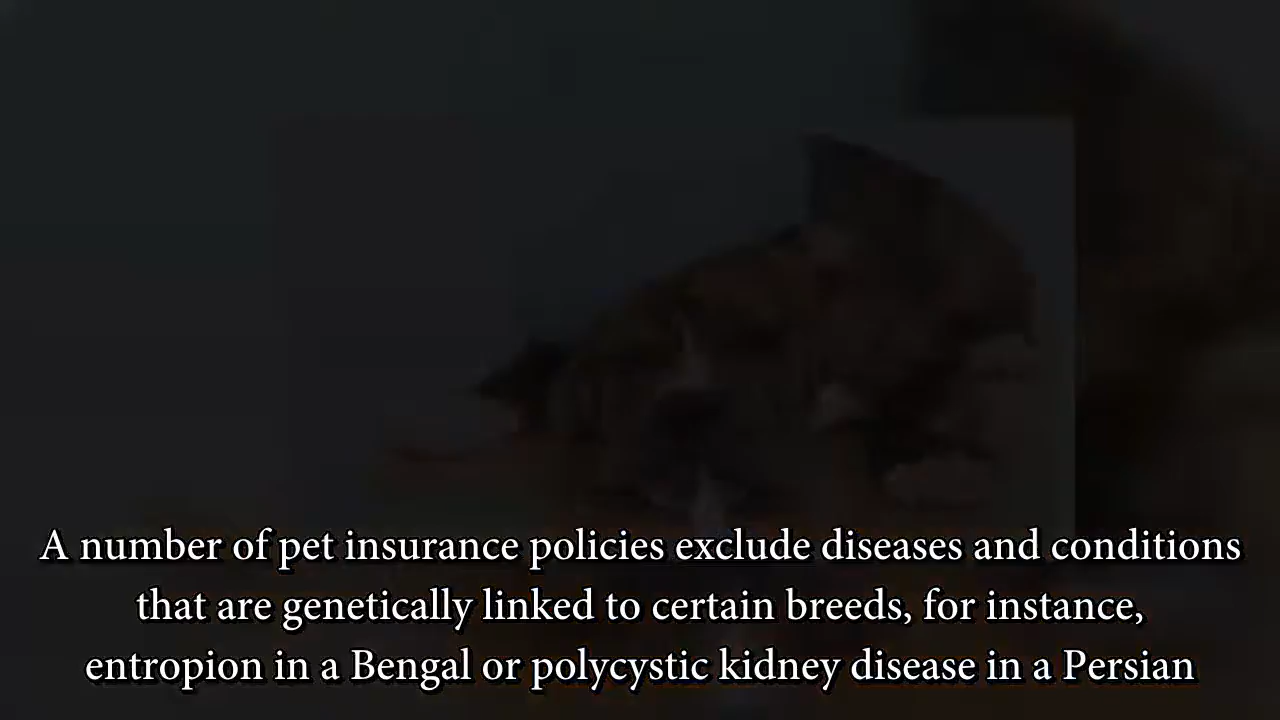 A number of pet insurance policies exclude diseases and conditions
that are genetically linked to certain breeds, for instance,
entropion in a Bengal or polycystic kidney disease in a Persian